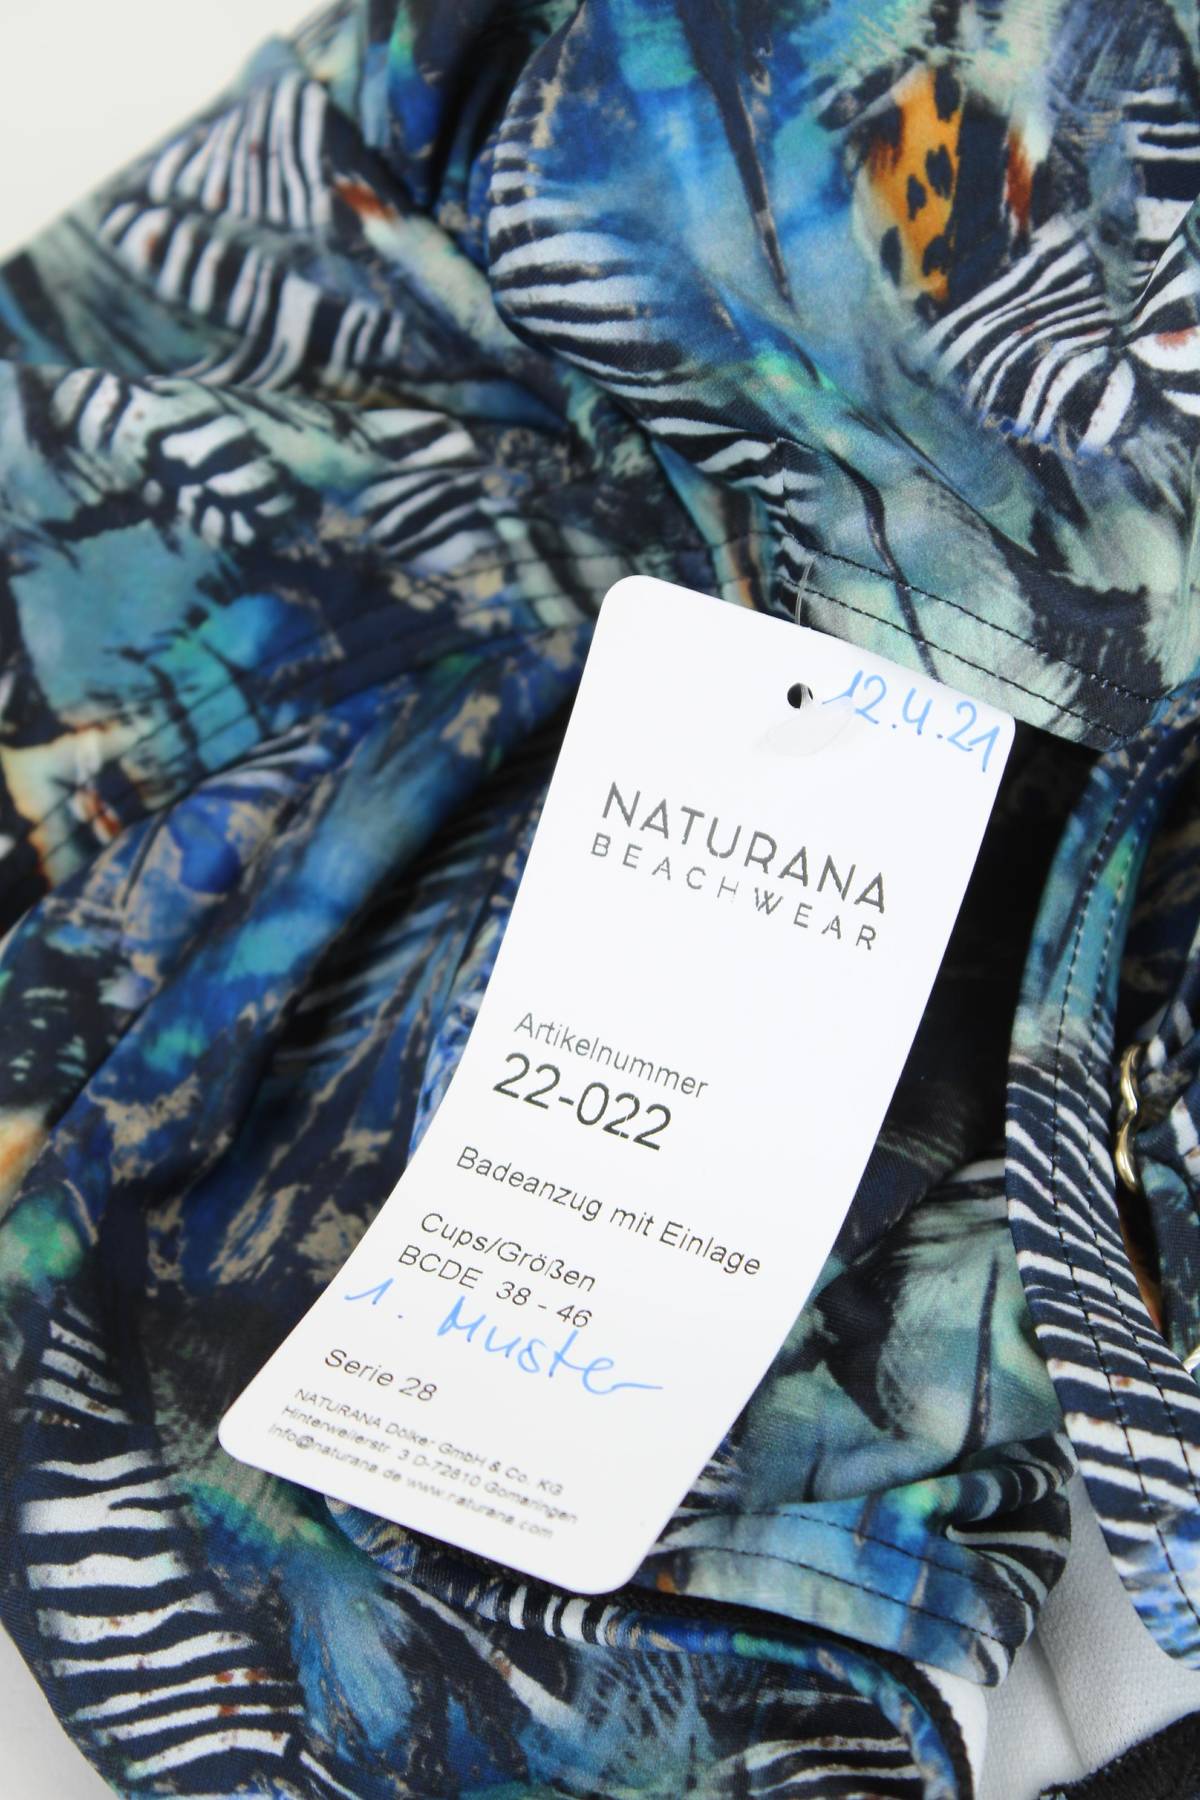 12.4.21
NATURANA
BEACHWEAR
Artikelnummer
22-022
Badeanzug mit Einlage
Cups/Größen
BCDE 38 - 46
1. Muster
Serie 28
NATURANA Dölker GmbH & Co. KG
Hinterweilerstr. 3 D-72810 Gomaringen
info@naturana.de www.naturana.com